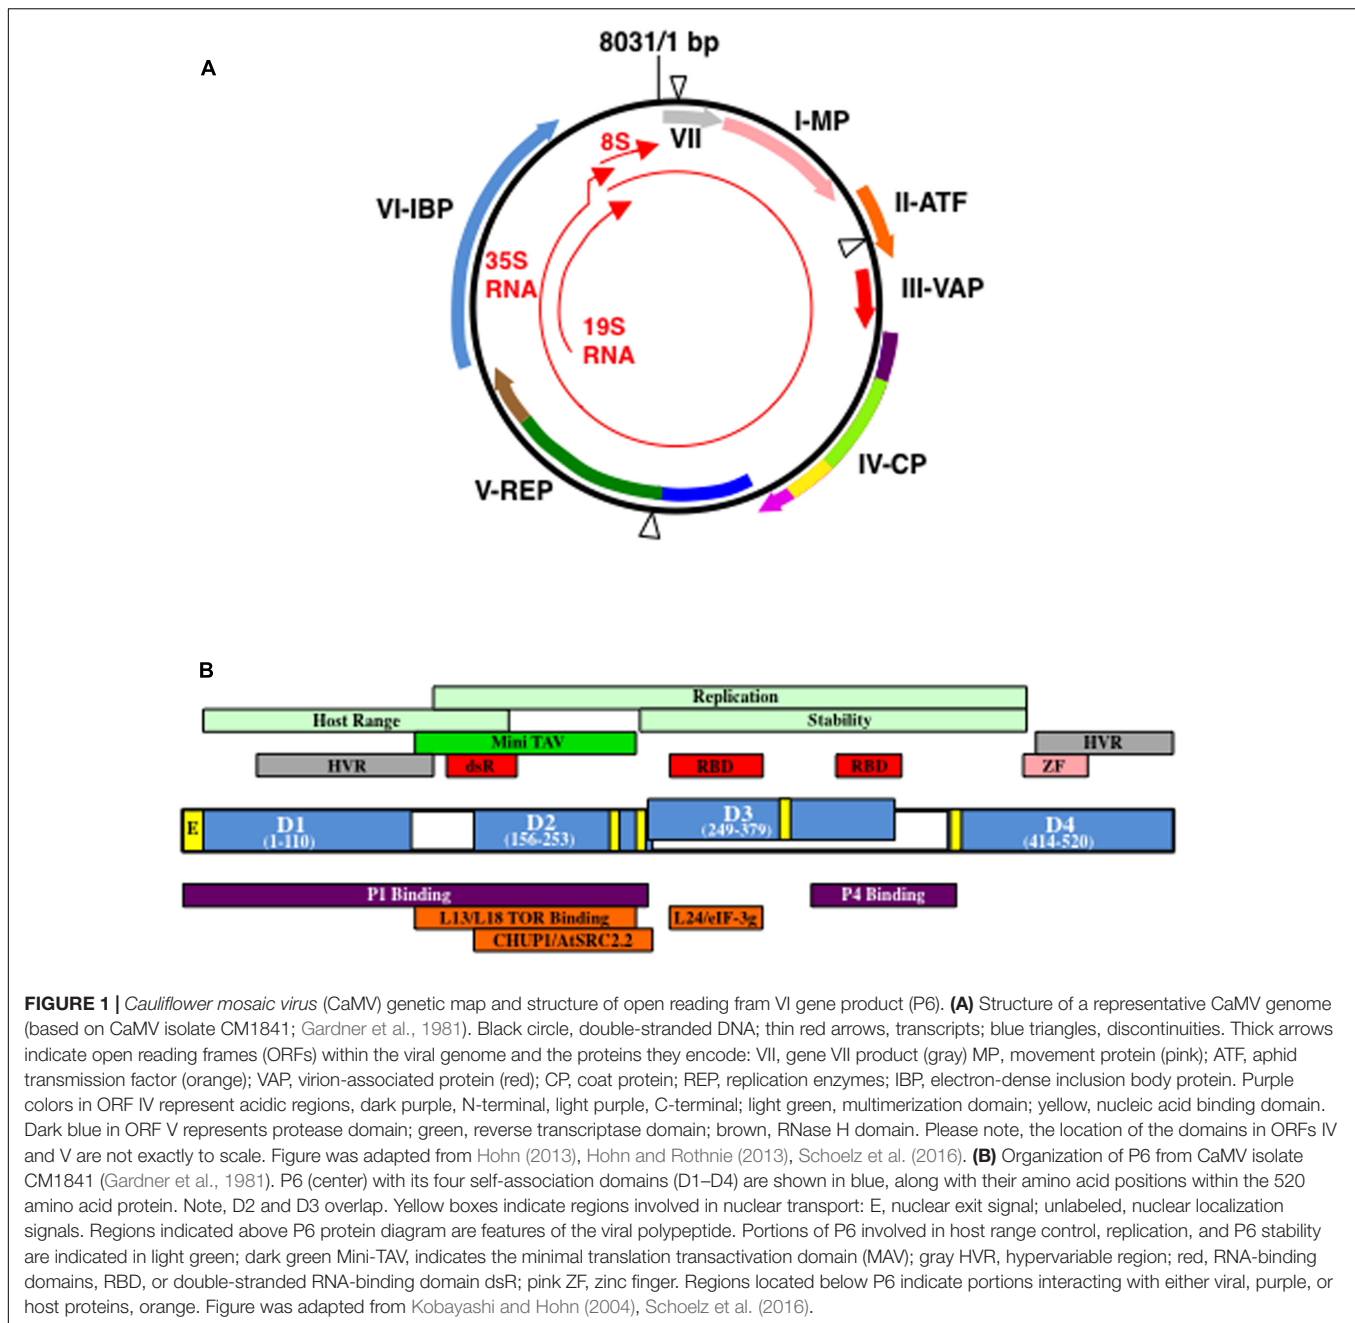 A
8031/1 bp
VII
I-MP
8S
VI-IBP
II-ATF
35S
RNA
III-VAP
19S
RNA
IV-CP
V-REP
B
Replication
Host Range
Stability
Mini TAV
HVR
HVR
dsR
RBD
RBD
ZF
E
D1
(1-110)
D2
(156-253)
D3
(249-379)
D4
(414-520)
P1 Binding
P4 Binding
L13/L18 TOR Binding
L24/eIF-3g
CHUP1/AtSRC2.2
FIGURE 1 | Cauliflower mosaic virus (CaMV) genetic map and structure of open reading fram VI gene product (P6). (A) Structure of a representative CaMV genome
(based on CaMV isolate CM1841; Gardner et al., 1981). Black circle, double-stranded DNA; thin red arrows, transcripts; blue triangles, discontinuities. Thick arrows
indicate open reading frames (ORFs) within the viral genome and the proteins they encode: VII, gene VII product (gray) MP, movement protein (pink); ATF, aphid
transmission factor (orange); VAP, virion-associated protein (red); CP, coat protein; REP, replication enzymes; IBP, electron-dense inclusion body protein. Purple
colors in ORF IV represent acidic regions, dark purple, N-terminal, light purple, C-terminal; light green, multimerization domain; yellow, nucleic acid binding domain.
Dark blue in ORF V represents protease domain; green, reverse transcriptase domain; brown, RNase H domain. Please note, the location of the domains in ORFs IV
and V are not exactly to scale. Figure was adapted from Hohn (2013), Hohn and Rothnie (2013), Schoelz et al. (2016). (B) Organization of P6 from CaMV isolate
CM1841 (Gardner et al., 1981). P6 (center) with its four self-association domains (D1–D4) are shown in blue, along with their amino acid positions within the 520
amino acid protein. Note, D2 and D3 overlap. Yellow boxes indicate regions involved in nuclear transport: E, nuclear exit signal; unlabeled, nuclear localization
signals. Regions indicated above P6 protein diagram are features of the viral polypeptide. Portions of P6 involved in host range control, replication, and P6 stability
are indicated in light green; dark green Mini-TAV, indicates the minimal translation transactivation domain (MAV); gray HVR, hypervariable region; red, RNA-binding
domains, RBD, or double-stranded RNA-binding domain dsR; pink ZF, zinc finger. Regions located below P6 indicate portions interacting with either viral, purple, or
host proteins, orange. Figure was adapted from Kobayashi and Hohn (2004), Schoelz et al. (2016).